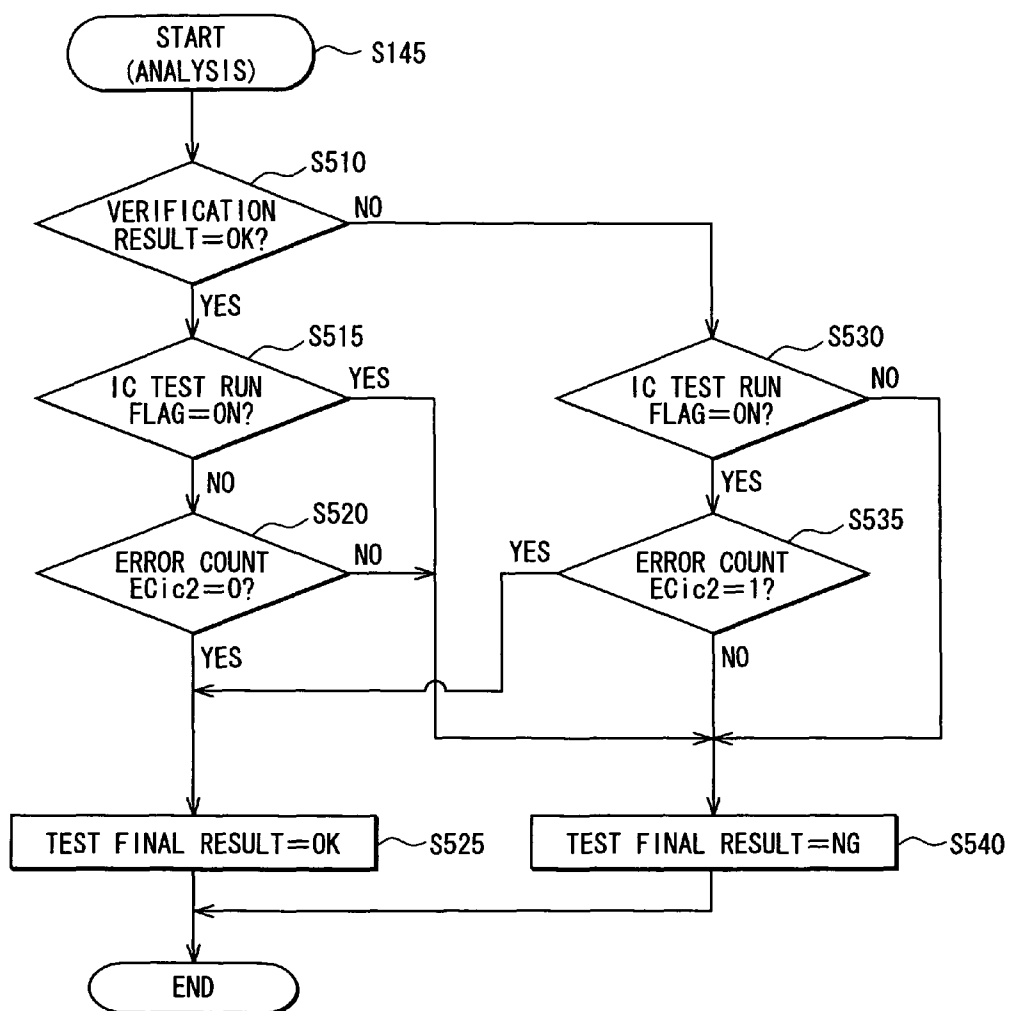 START
(ANALYSIS)
S145
S510
VERIFICATION
RESULT=OK?
NO
YES
S515
IC TEST RUN
FLAG=ON?
YES
NO
S530
IC TEST RUN
FLAG=ON?
NO
YES
S520
ERROR COUNT
ECic2=0?
NO
YES
S535
YES
ERROR COUNT
ECic2=1?
NO
TEST FINAL RESULT=OK
S525
TEST FINAL RESULT=NG
S540
END